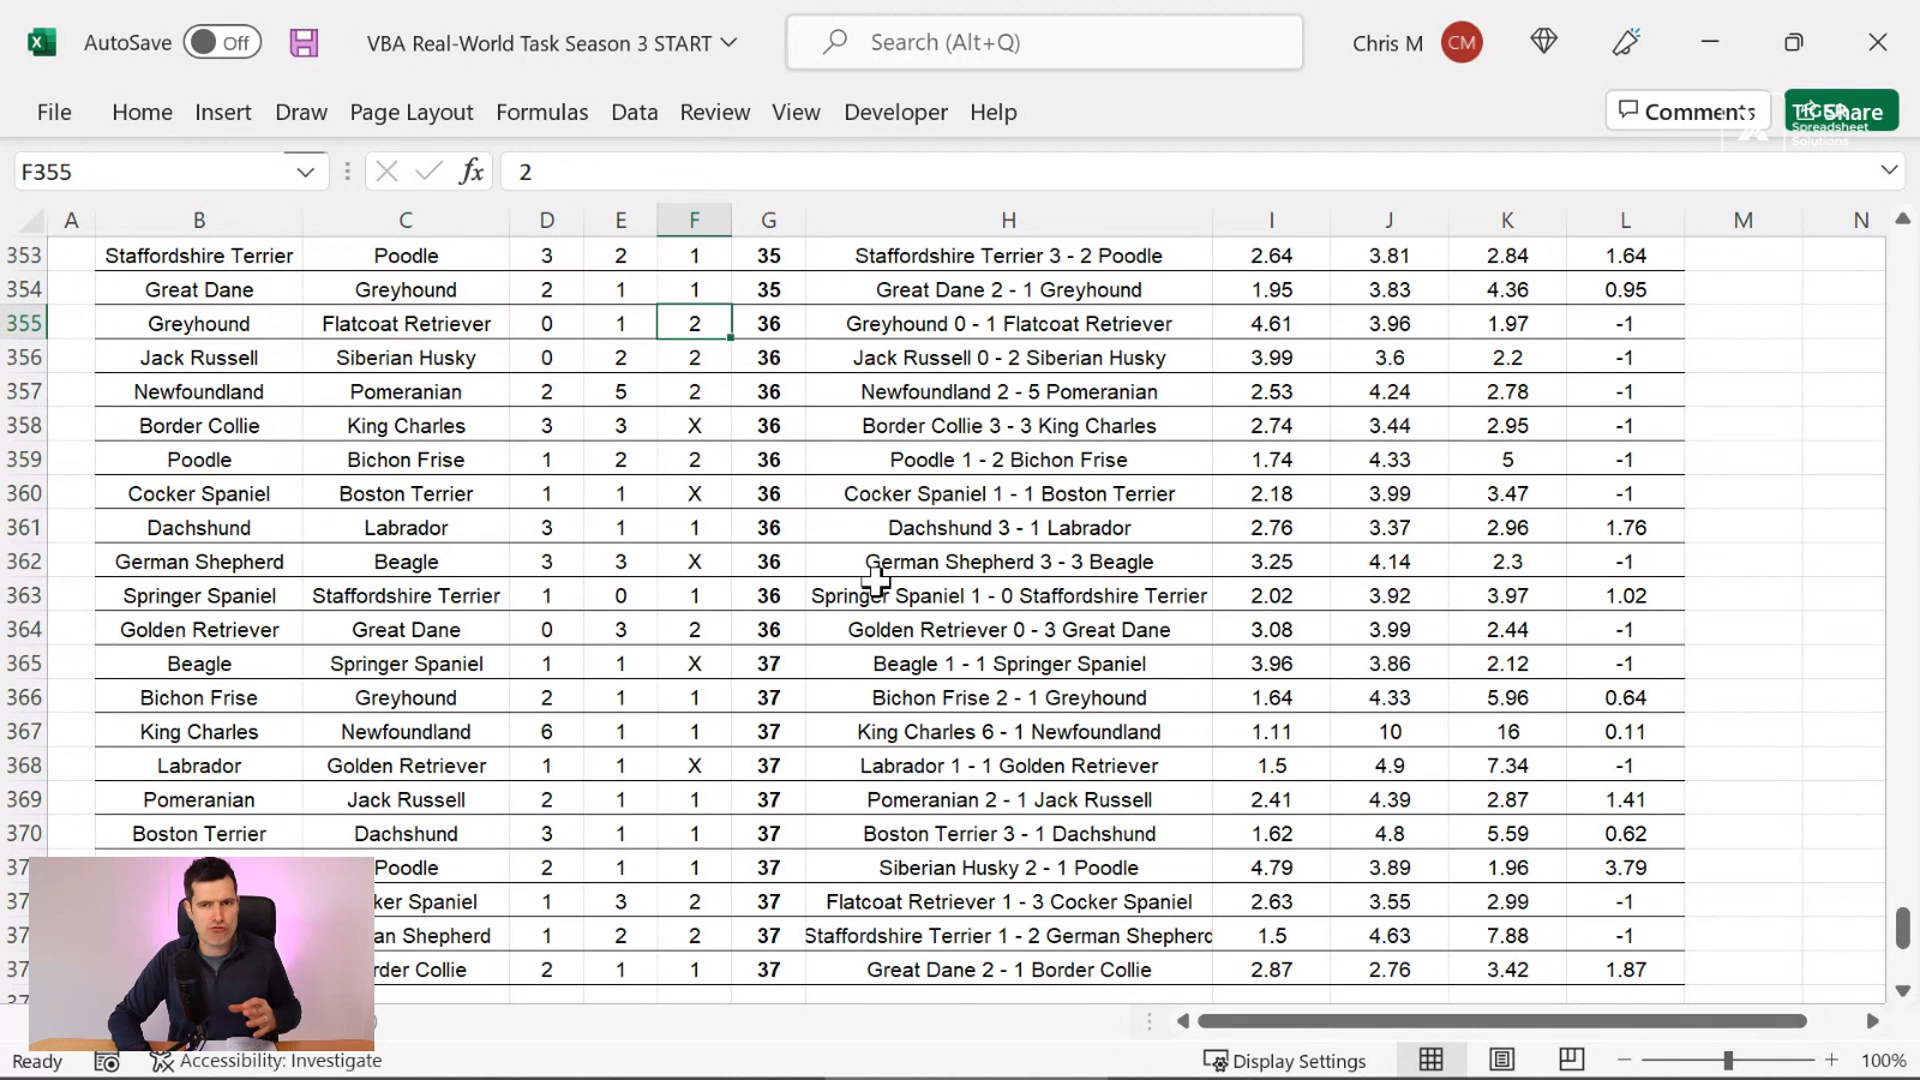 AutoSave Off VBA Real-World Task Season 3 START Search (Alt+Q) Chris M CM
File Home Insert Draw Page Layout Formulas Data Review View Developer Help Comments Share
TIGER
Spreadsheet
Solutions
F355 fx 2
A B C D E F G H I J K L M N
353 Staffordshire Terrier Poodle 3 2 1 35 Staffordshire Terrier 3 - 2 Poodle 2.64 3.81 2.84 1.64
354 Great Dane Greyhound 2 1 1 35 Great Dane 2 - 1 Greyhound 1.95 3.83 4.36 0.95
355 Greyhound Flatcoat Retriever 0 1 2 36 Greyhound 0 - 1 Flatcoat Retriever 4.61 3.96 1.97 -1
356 Jack Russell Siberian Husky 0 2 2 36 Jack Russell 0 - 2 Siberian Husky 3.99 3.6 2.2 -1
357 Newfoundland Pomeranian 2 5 2 36 Newfoundland 2 - 5 Pomeranian 2.53 4.24 2.78 -1
358 Border Collie King Charles 3 3 X 36 Border Collie 3 - 3 King Charles 2.74 3.44 2.95 -1
359 Poodle Bichon Frise 1 2 2 36 Poodle 1 - 2 Bichon Frise 1.74 4.33 5 -1
360 Cocker Spaniel Boston Terrier 1 1 X 36 Cocker Spaniel 1 - 1 Boston Terrier 2.18 3.99 3.47 -1
361 Dachshund Labrador 3 1 1 36 Dachshund 3 - 1 Labrador 2.76 3.37 2.96 1.76
362 German Shepherd Beagle 3 3 X 36 German Shepherd 3 - 3 Beagle 3.25 4.14 2.3 -1
363 Springer Spaniel Staffordshire Terrier 1 0 1 36 Springer Spaniel 1 - 0 Staffordshire Terrier 2.02 3.92 3.97 1.02
364 Golden Retriever Great Dane 0 3 2 36 Golden Retriever 0 - 3 Great Dane 3.08 3.99 2.44 -1
365 Beagle Springer Spaniel 1 1 X 37 Beagle 1 - 1 Springer Spaniel 3.96 3.86 2.12 -1
366 Bichon Frise Greyhound 2 1 1 37 Bichon Frise 2 - 1 Greyhound 1.64 4.33 5.96 0.64
367 King Charles Newfoundland 6 1 1 37 King Charles 6 - 1 Newfoundland 1.11 10 16 0.11
368 Labrador Golden Retriever 1 1 X 37 Labrador 1 - 1 Golden Retriever 1.5 4.9 7.34 -1
369 Pomeranian Jack Russell 2 1 1 37 Pomeranian 2 - 1 Jack Russell 2.41 4.39 2.87 1.41
370 Boston Terrier Dachshund 3 1 1 37 Boston Terrier 3 - 1 Dachshund 1.62 4.8 5.59 0.62
37 Poodle 2 1 1 37 Siberian Husky 2 - 1 Poodle 4.79 3.89 1.96 3.79
37 ker Spaniel 1 3 2 37 Flatcoat Retriever 1 - 3 Cocker Spaniel 2.63 3.55 2.99 -1
37 an Shepherd 1 2 2 37 Staffordshire Terrier 1 - 2 German Shepherd 1.5 4.63 7.88 -1
37 rder Collie 2 1 1 37 Great Dane 2 - 1 Border Collie 2.87 2.76 3.42 1.87
Ready Accessibility: Investigate Display Settings 100%